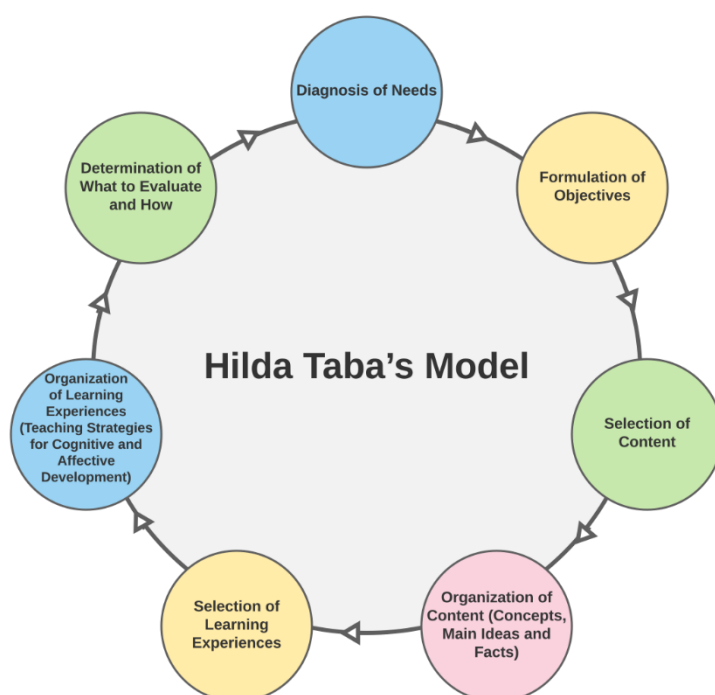 Diagnosis of Needs
Formulation of
Objectives
Selection of
Content
Organization of
Content (Concepts,
Main Ideas and
Facts)
Selection of
Learning
Experiences
Organization
of Learning
Experiences
(Teaching Strategies
for Cognitive and
Affective
Development)
Determination of
What to Evaluate
and How
Hilda Taba’s Model